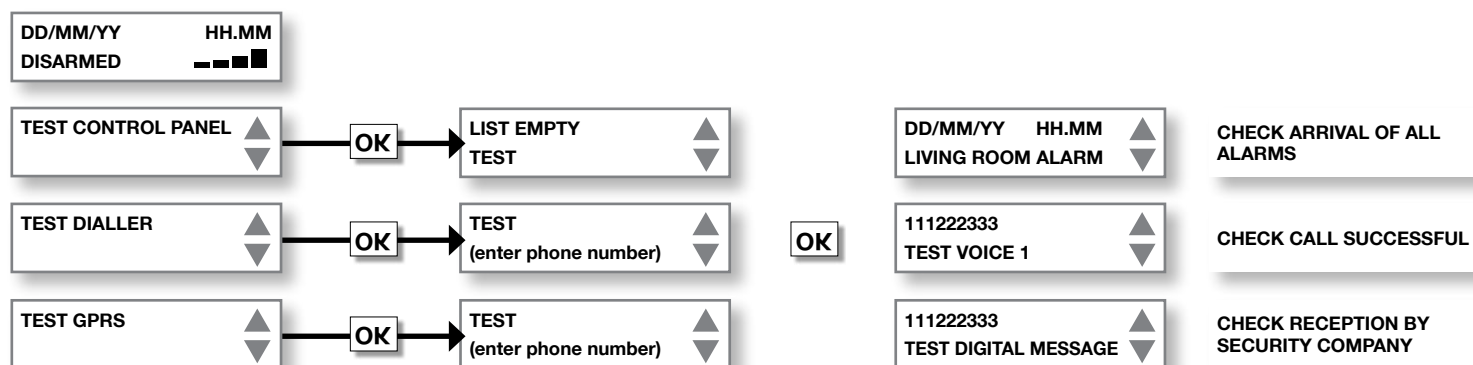 DD/MM/YY HH.MM
DISARMED
TEST CONTROL PANEL
OK
LIST EMPTY
TEST
DD/MM/YY HH.MM
LIVING ROOM ALARM
CHECK ARRIVAL OF ALL
ALARMS
TEST DIALLER
OK
TEST
(enter phone number)
OK
111222333
TEST VOICE 1
CHECK CALL SUCCESSFUL
TEST GPRS
OK
TEST
(enter phone number)
111222333
TEST DIGITAL MESSAGE
CHECK RECEPTION BY
SECURITY COMPANY